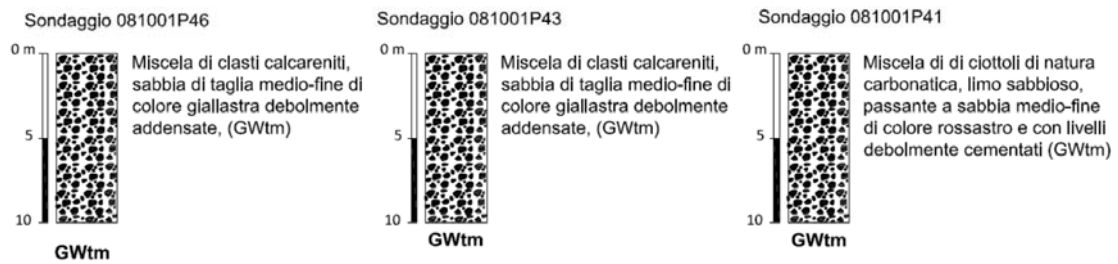 Sondaggio 081001P46
0 m
5
10
Miscela di clasti calcareniti,
sabbia di taglia medio-fine di
colore giallastra debolmente
addensate, (GWtm)
GWtm
Sondaggio 081001P43
0 m
5
10
Miscela di clasti calcareniti,
sabbia di taglia medio-fine di
colore giallastra debolmente
addensate, (GWtm)
GWtm
Sondaggio 081001P41
0 m
5
10
Miscela di di ciottoli di natura
carbonatica, limo sabbioso,
passante a sabbia medio-fine
di colore rossastro e con livelli
debolmente cementati (GWtm)
GWtm